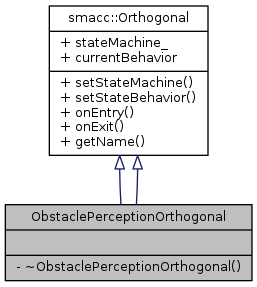 smacc::Orthogonal
+ stateMachine_
+ currentBehavior
+ setStateMachine()
+ setStateBehavior()
+ onEntry()
+ onExit()
+ getName()
ObstaclePerceptionOrthogonal
- ~ObstaclePerceptionOrthogonal()